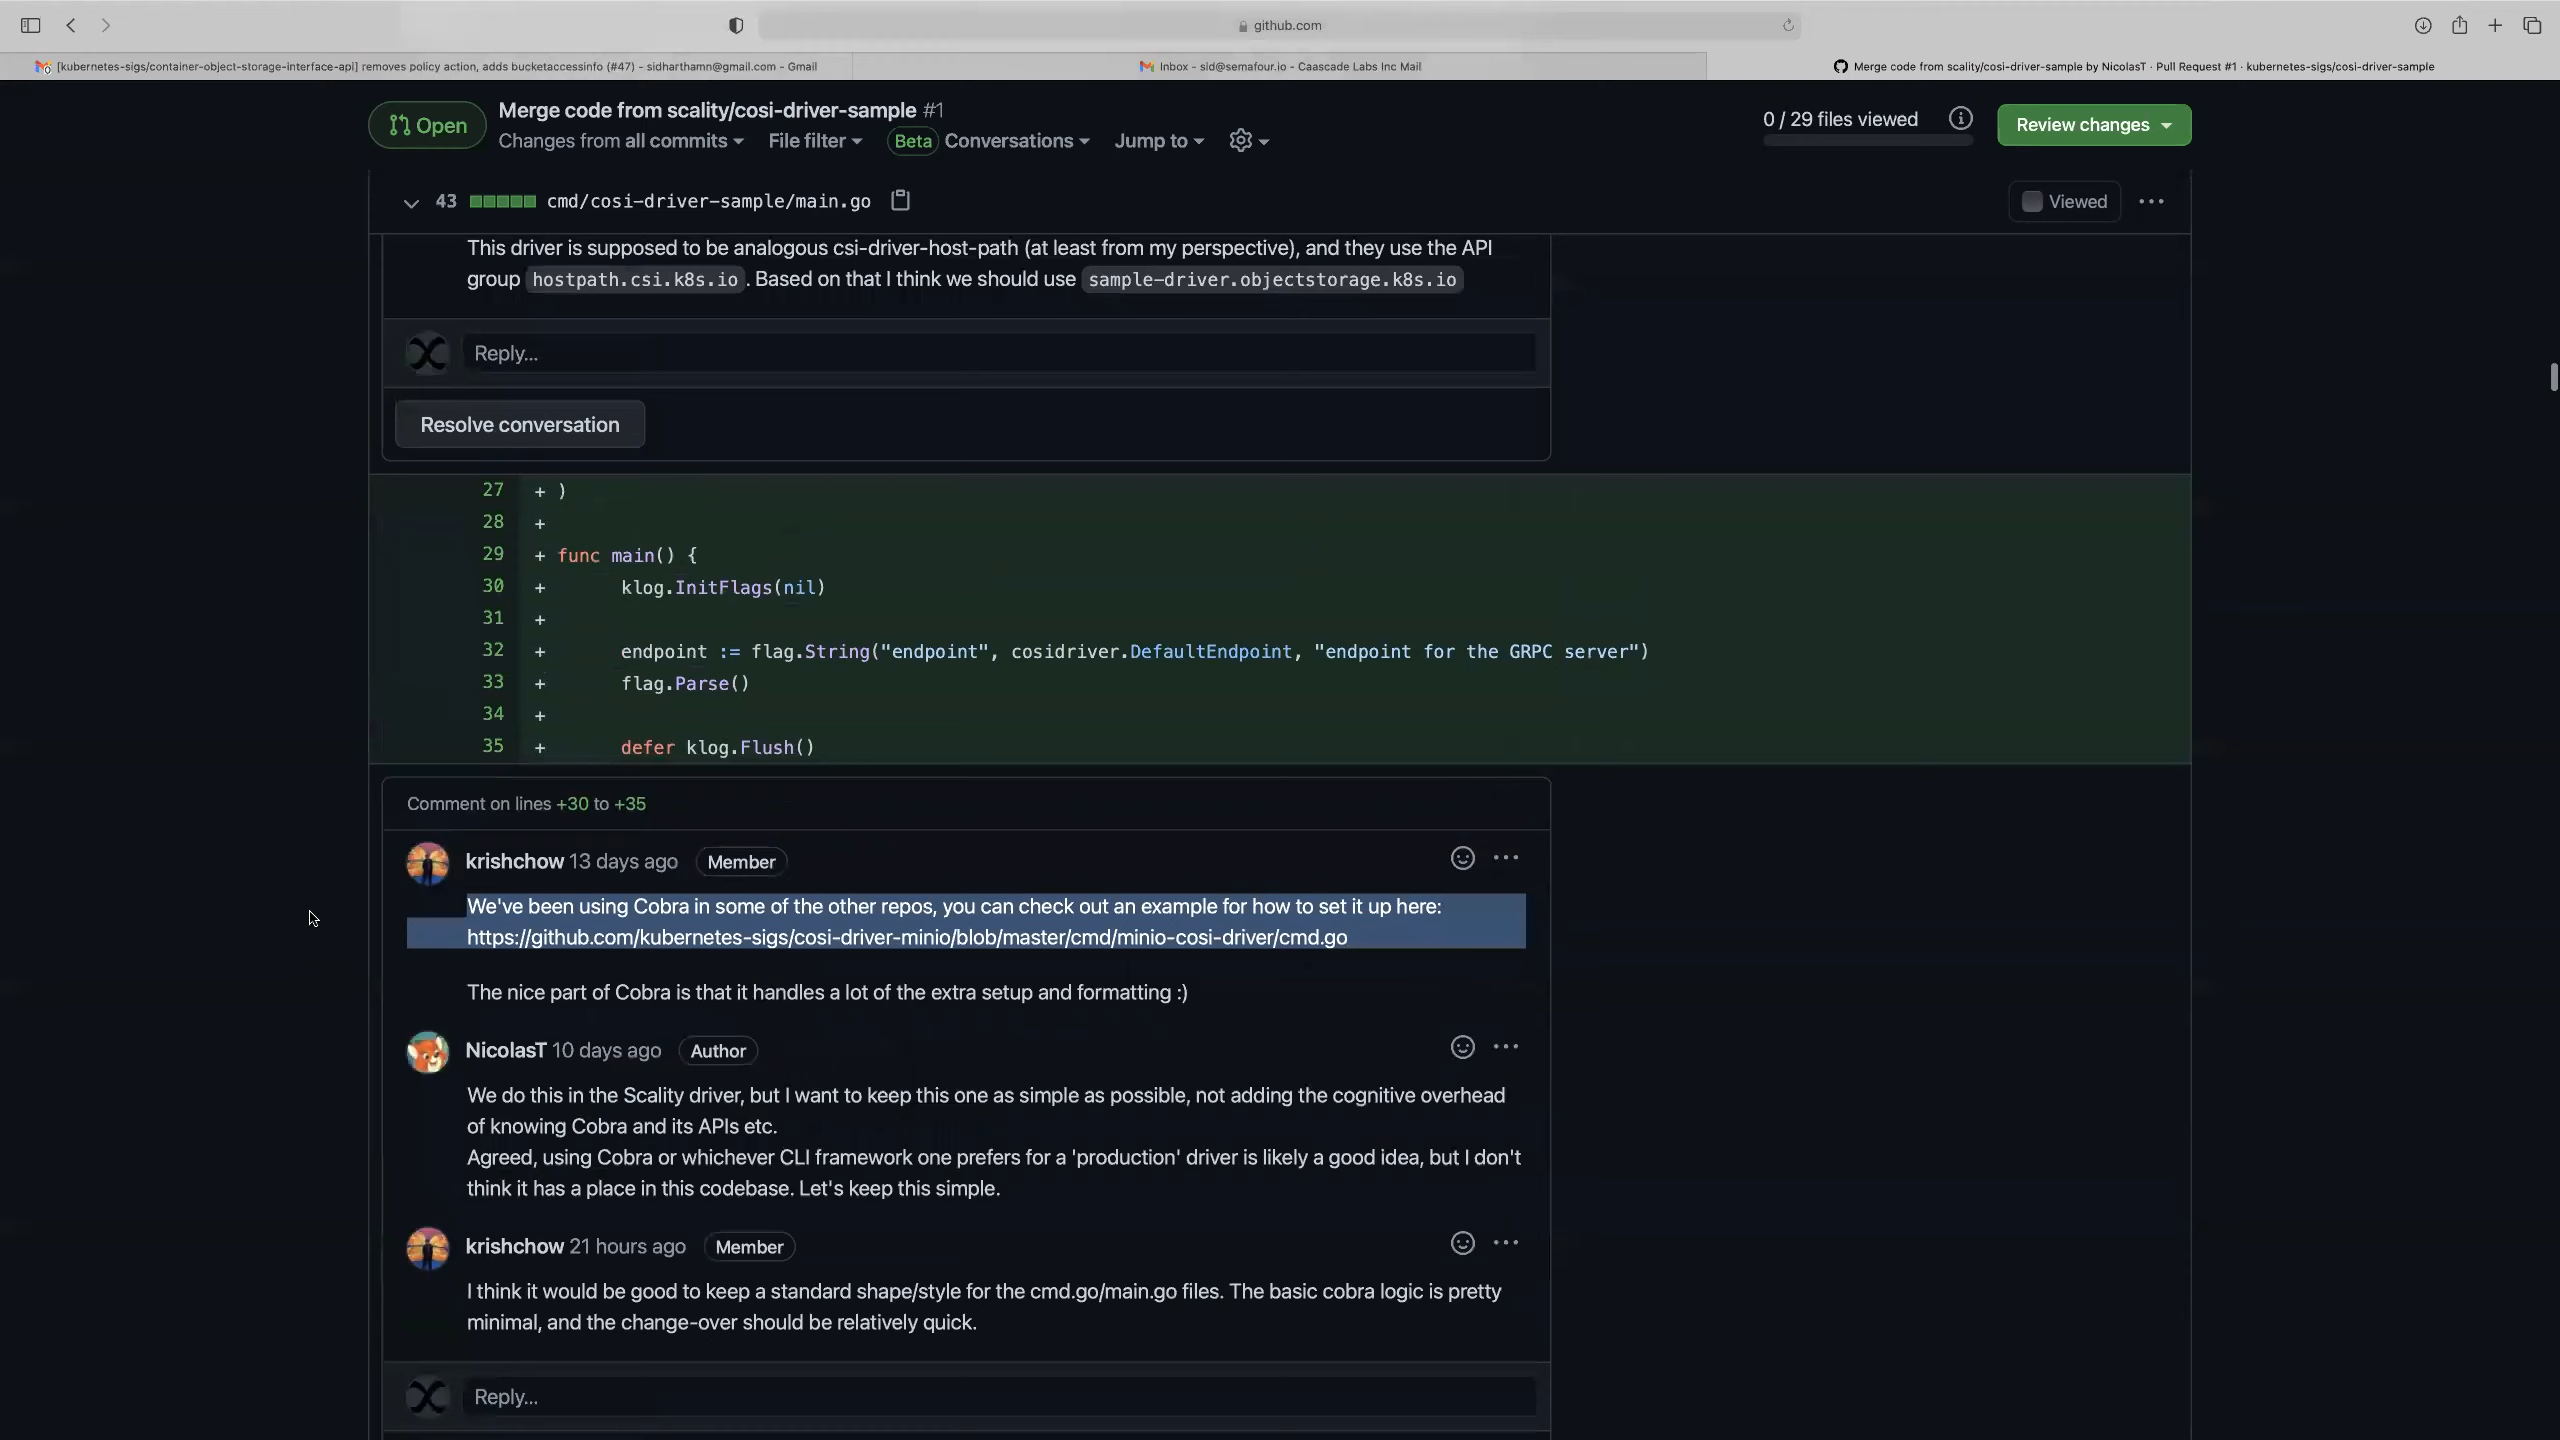 github.com
[kubernetes-sigs/container-object-storage-interface-api] removes policy action, adds bucketaccessinfo (#47) - sidharthamn@gmail.com - Gmail
Inbox - sid@semafour.io - Caascade Labs Inc Mail
Merge code from scality/cosi-driver-sample by NicolasT · Pull Request #1 · kubernetes-sigs/cosi-driver-sample
Open
Merge code from scality/cosi-driver-sample #1
Changes from all commits File filter Beta Conversations Jump to
0 / 29 files viewed
Review changes
43 cmd/cosi-driver-sample/main.go
Viewed
This driver is supposed to be analogous csi-driver-host-path (at least from my perspective), and they use the API
group hostpath.csi.k8s.io . Based on that I think we should use sample-driver.objectstorage.k8s.io
Reply...
Resolve conversation
27 + )
28 +
29 + func main() {
30 + klog.InitFlags(nil)
31 +
32 + endpoint := flag.String("endpoint", cosidriver.DefaultEndpoint, "endpoint for the GRPC server")
33 + flag.Parse()
34 +
35 + defer klog.Flush()
Comment on lines +30 to +35
krishchow 13 days ago Member
We've been using Cobra in some of the other repos, you can check out an example for how to set it up here:
https://github.com/kubernetes-sigs/cosi-driver-minio/blob/master/cmd/minio-cosi-driver/cmd.go
The nice part of Cobra is that it handles a lot of the extra setup and formatting :)
NicolasT 10 days ago Author
We do this in the Scality driver, but I want to keep this one as simple as possible, not adding the cognitive overhead
of knowing Cobra and its APIs etc.
Agreed, using Cobra or whichever CLI framework one prefers for a 'production' driver is likely a good idea, but I don't
think it has a place in this codebase. Let's keep this simple.
krishchow 21 hours ago Member
I think it would be good to keep a standard shape/style for the cmd.go/main.go files. The basic cobra logic is pretty
minimal, and the change-over should be relatively quick.
Reply...